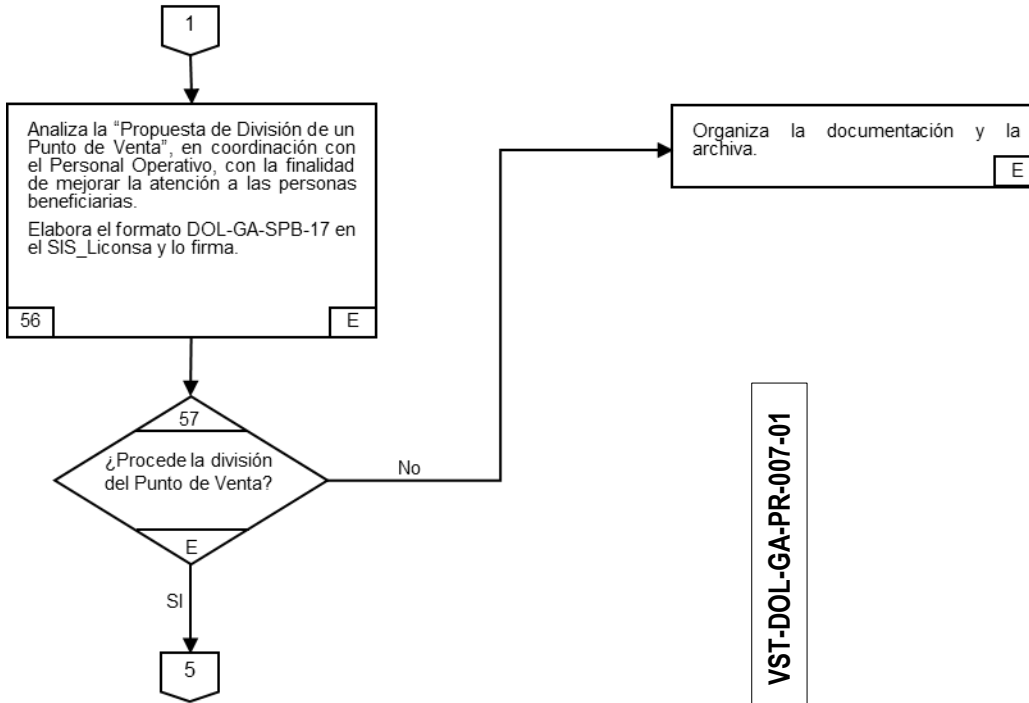 1
Analiza la “Propuesta de División de un
Punto de Venta”, en coordinación con
el Personal Operativo, con la finalidad
de mejorar la atención a las personas
beneficiarias.
Elabora el formato DOL-GA-SPB-17 en
el SIS_Liconsa y lo firma.
56
E
Organiza la documentación y la
archiva.
E
57
¿Procede la división
del Punto de Venta?
E
No
SI
5
VST-DOL-GA-PR-007-01